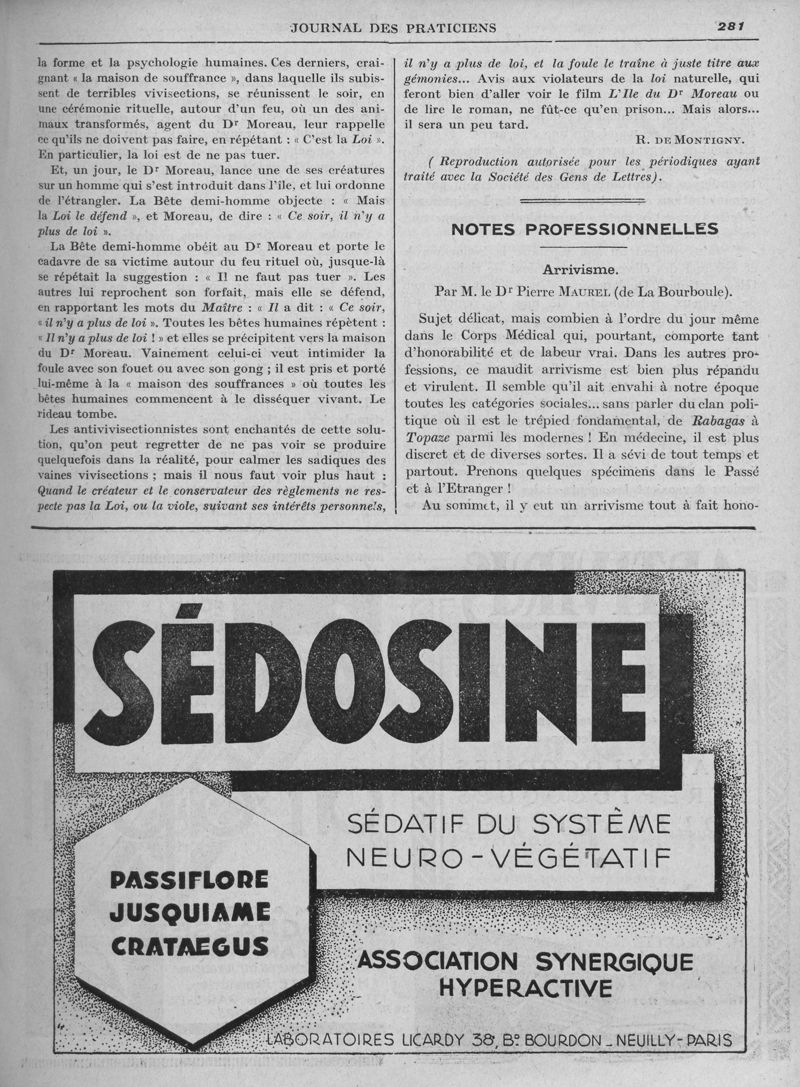 JOURNAL DES PRATICIENS 281
la forme et la psychologie humaines. Ces derniers, crai-
gnant « la maison de souffrance », dans laquelle ils subis-
sent de terribles vivisections, se réunissent le soir, en
une cérémonie rituelle, autour d'un feu, où un des ani-
maux transformés, agent du Dr Moreau, leur rappelle
ce qu'ils ne doivent pas faire, en répétant : « C'est la Loi ».
En particulier, la loi est de ne pas tuer.
Et, un jour, le Dr Moreau, lance une de ses créatures
sur un homme qui s'est introduit dans l'île, et lui ordonne
de l'étrangler. La Bête demi-homme objecte : « Mais
la Loi le défend », et Moreau, de dire : « Ce soir, il n'y a
plus de loi ».
La Bête demi-homme obéit au Dr Moreau et porte le
cadavre de sa victime autour du feu rituel où, jusque-là
se répétait la suggestion : « Il ne faut pas tuer ». Les
autres lui reprochent son forfait, mais elle se défend,
en rapportant les mots du Maître : « Il a dit : « Ce soir,
« il n'y a plus de loi ». Toutes les bêtes humaines répètent :
« Il n'y a plus de loi ! » et elles se précipitent vers la maison
du Dr Moreau. Vainement celui-ci veut intimider la
foule avec son fouet ou avec son gong ; il est pris et porté
lui-même à la « maison des souffrances » où toutes les
bêtes humaines commencent à le disséquer vivant. Le
rideau tombe.
Les antivivisectionnistes sont enchantés de cette solu-
tion, qu'on peut regretter de ne pas voir se produire
quelquefois dans la réalité, pour calmer les sadiques des
vaines vivisections ; mais il nous faut voir plus haut :
Quand le créateur et le conservateur des règlements ne res-
pecte pas la Loi, ou la viole, suivant ses intérêts personnels,
il n'y a plus de loi, et la foule le traîne à juste titre aux
gémonies... Avis aux violateurs de la loi naturelle, qui
feront bien d'aller voir le film L'Ile du Dr Moreau ou
de lire le roman, ne fût-ce qu'en prison... Mais alors...
il sera un peu tard.
R. DE MONTIGNY.
( Reproduction autorisée pour les périodiques ayant
traité avec la Société des Gens de Lettres).
NOTES PROFESSIONNELLES
Arrivisme.
Par M. le Dr Pierre MAUREL (de La Bourboule).
Sujet délicat, mais combien à l'ordre du jour même
dans le Corps Médical qui, pourtant, comporte tant
d'honorabilité et de labeur vrai. Dans les autres pro-
fessions, ce maudit arrivisme est bien plus répandu
et virulent. Il semble qu'il ait envahi à notre époque
toutes les catégories sociales... sans parler du clan poli-
tique où il est le trépied fondamental, de Rabagas à
Topaze parmi les modernes ! En médecine, il est plus
discret et de diverses sortes. Il a sévi de tout temps et
partout. Prenons quelques spécimens dans le Passé
et à l'Etranger !
Au sommet, il y eut un arrivisme tout à fait hono-
SÉDOSINE
SÉDATIF DU SYSTÊME
NEURO-VÉGÉTATIF
PASSIFLORE
JUSQUIAME
CRATAEGUS
ASSOCIATION SYNERGIQUE
HYPERACTIVE
LABORATOIRES LICARDY 38, Bd BOURDON _ NEUILLY-PARIS